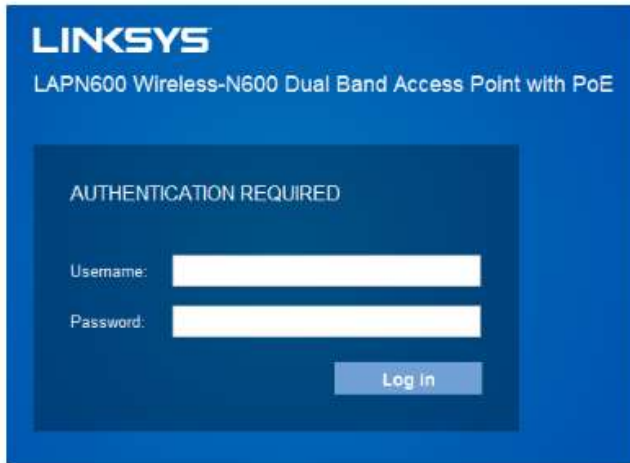 LINKSYS
LAPN600 Wireless-N600 Dual Band Access Point with PoE
AUTHENTICATION REQUIRED
Username:
Password:
Log in